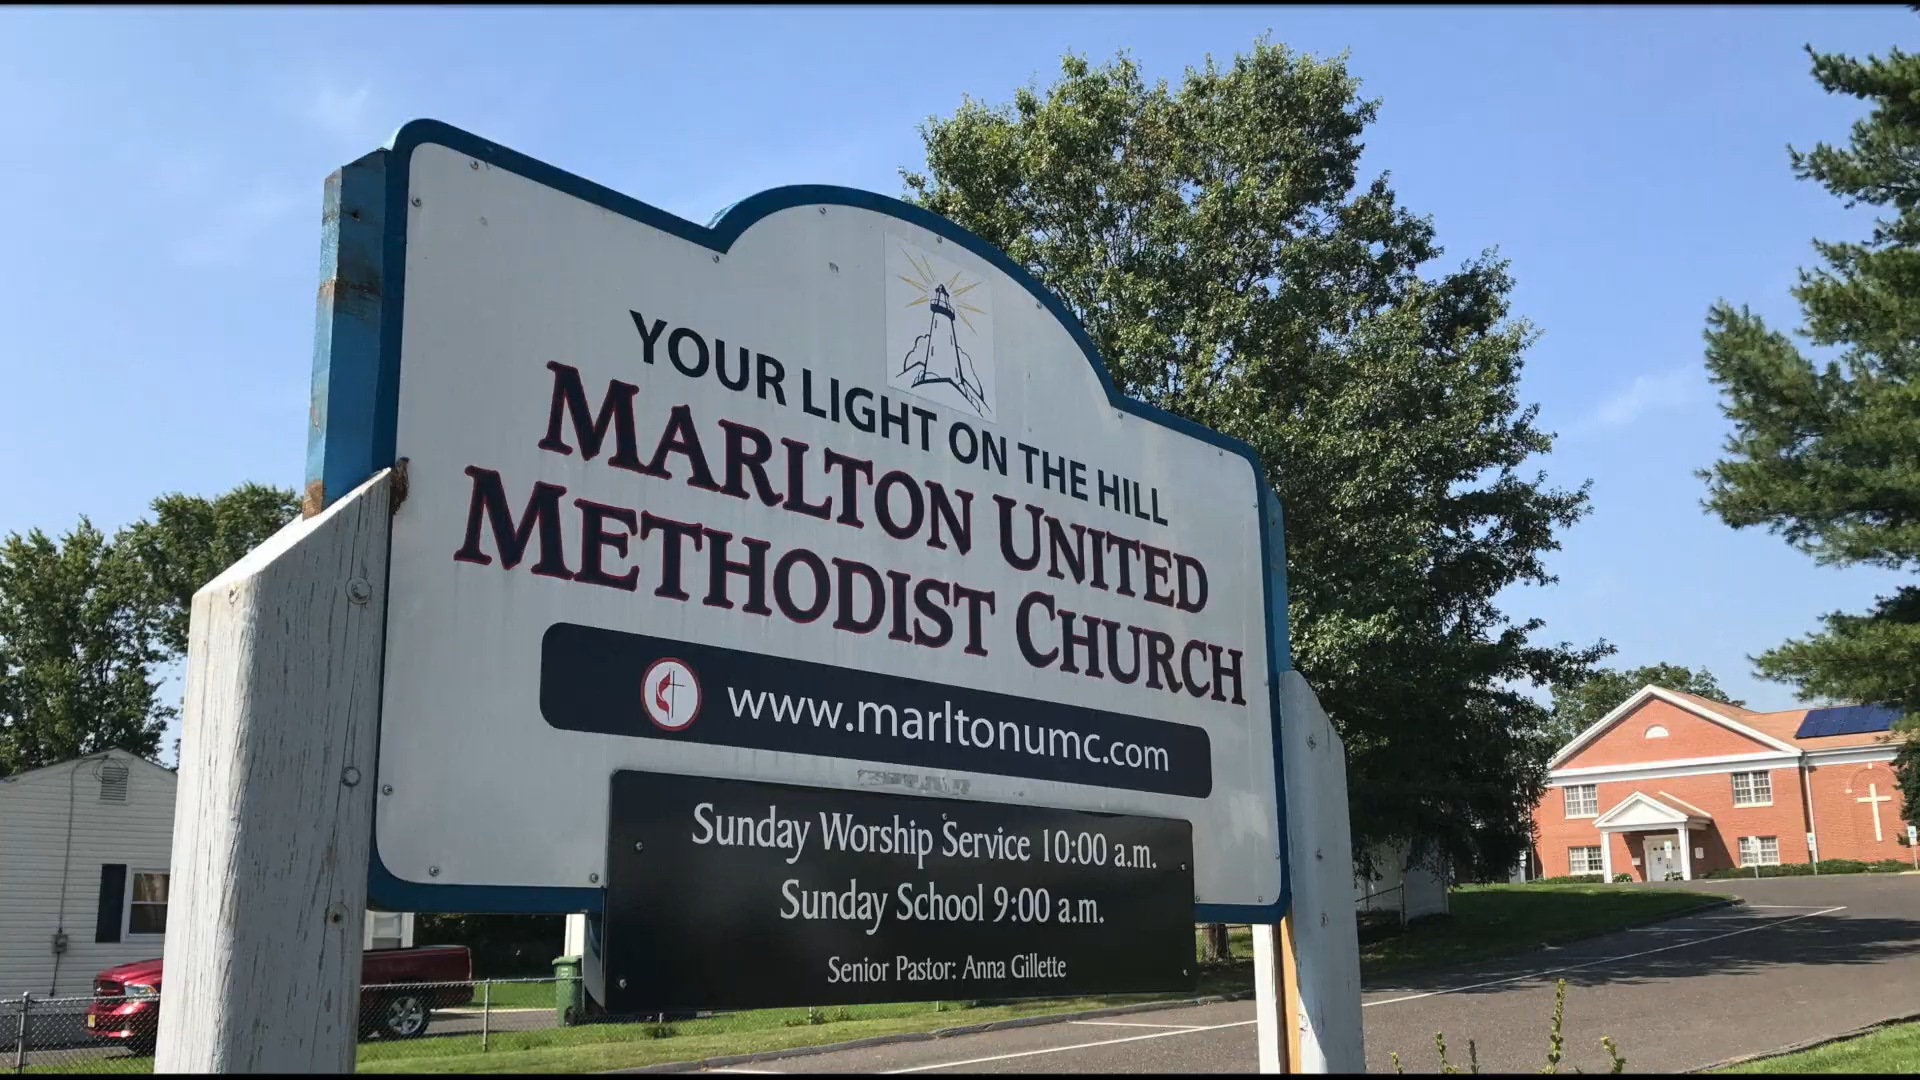 YOUR LIGHT ON THE HILL
MARLTON UNITED
METHODIST CHURCH
www.marltonumc.com
Sunday Worship Service 10:00 a.m.
Sunday School 9:00 a.m.
Senior Pastor: Anna Gillette